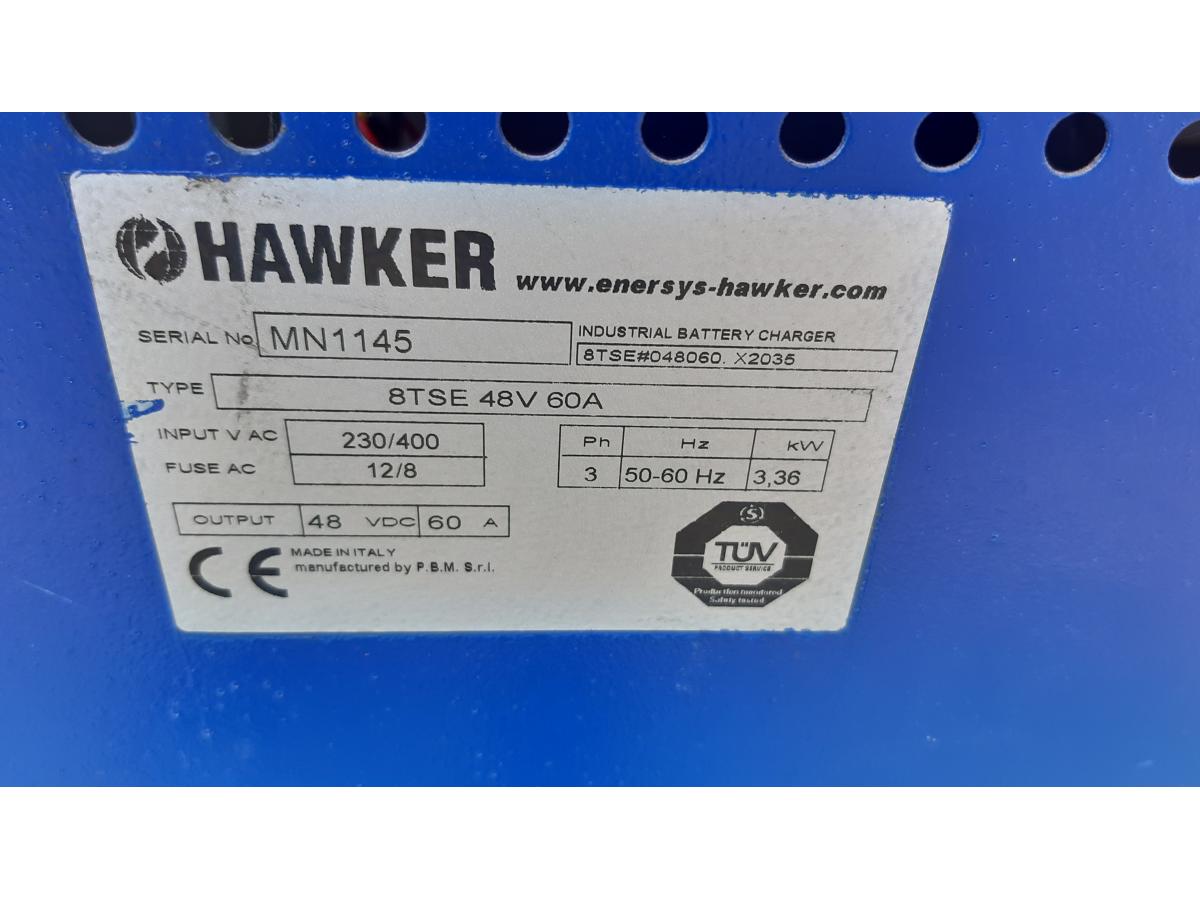 HAWKER www.enersys-hawker.com
SERIAL No. MN1145
INDUSTRIAL BATTERY CHARGER
8TSE#048060. X2035
TYPE 8TSE 48V 60A
INPUT V AC 230/400
FUSE AC 12/8
Ph Hz kW
3 50-60 Hz 3,36
OUTPUT 48 VDC 60 A
CE
MADE IN ITALY
manufactured by P.B.M. S.r.l.
S
TÜV
PRODUCT SERVICE
Production monitored
Safety tested